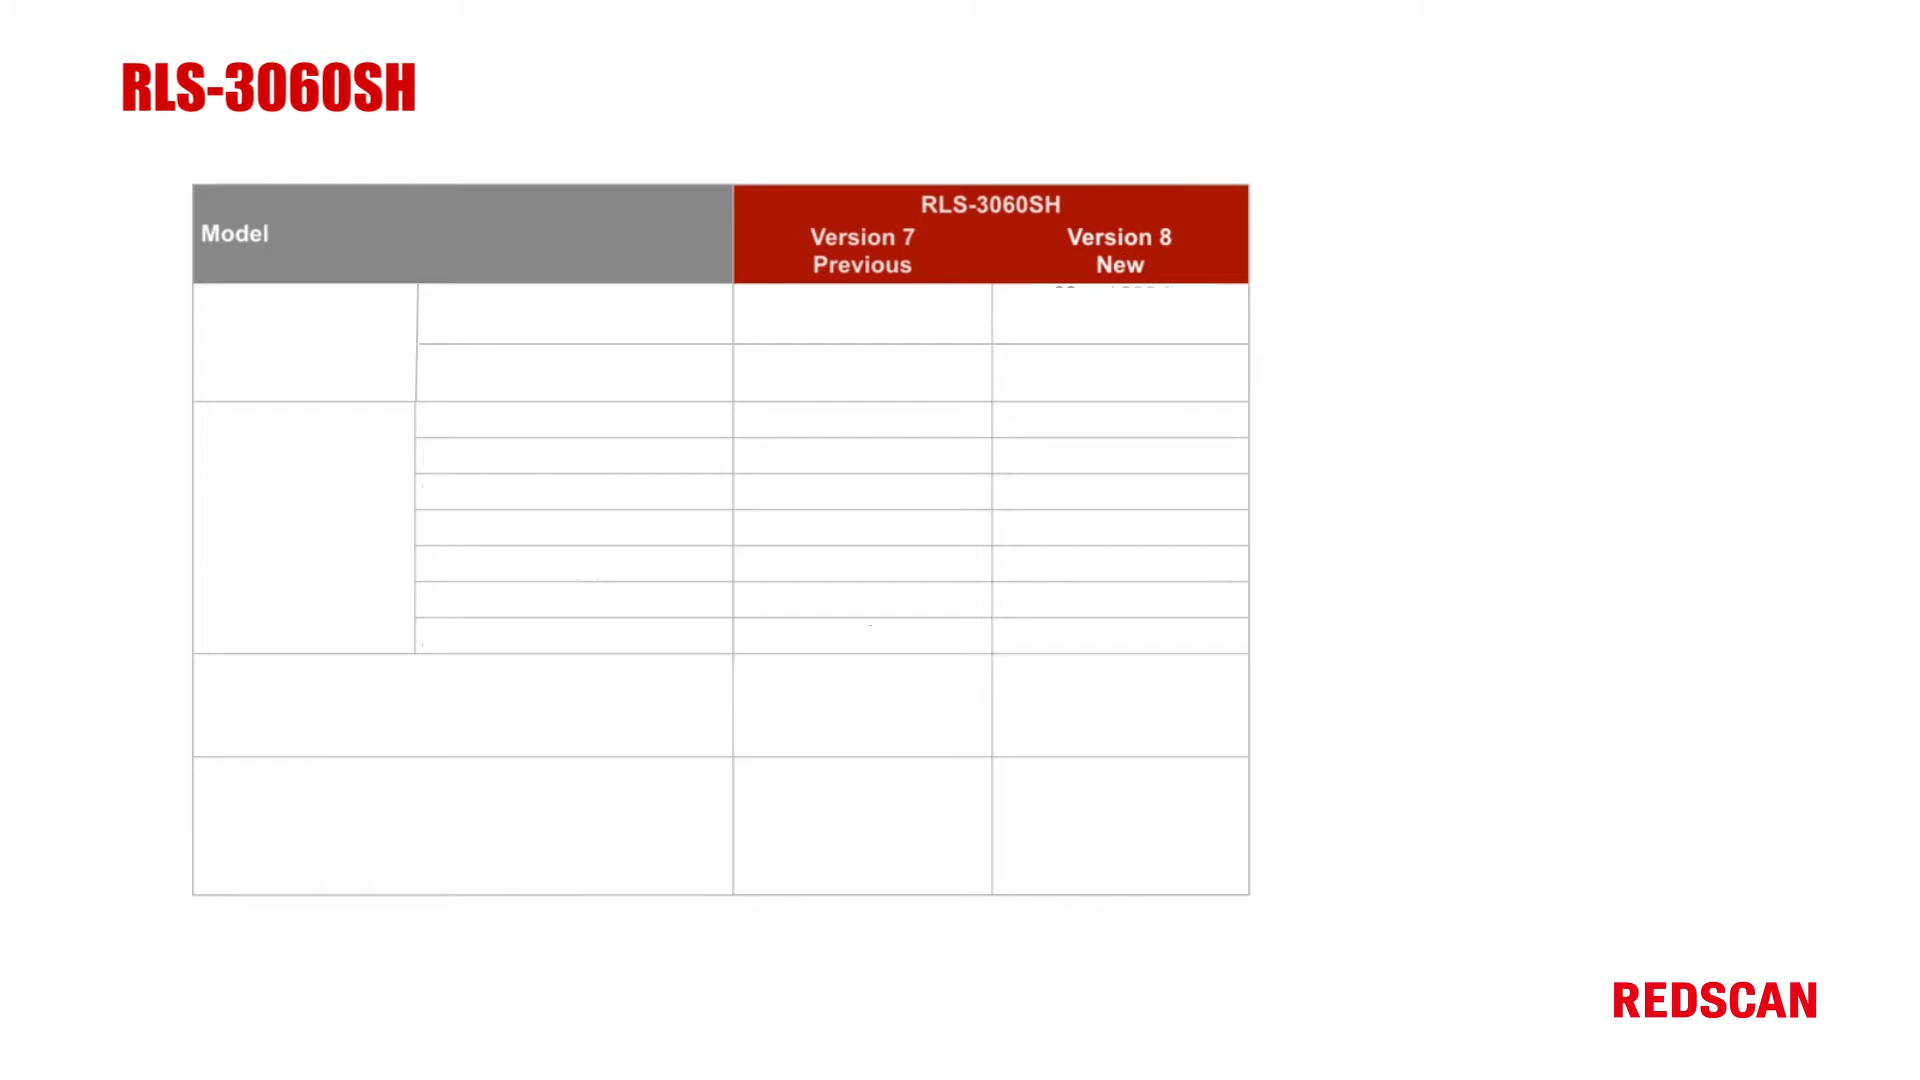 RLS-3060SH
Model
RLS-3060SH
Version 7
Previous
Version 8
New
REDSCAN